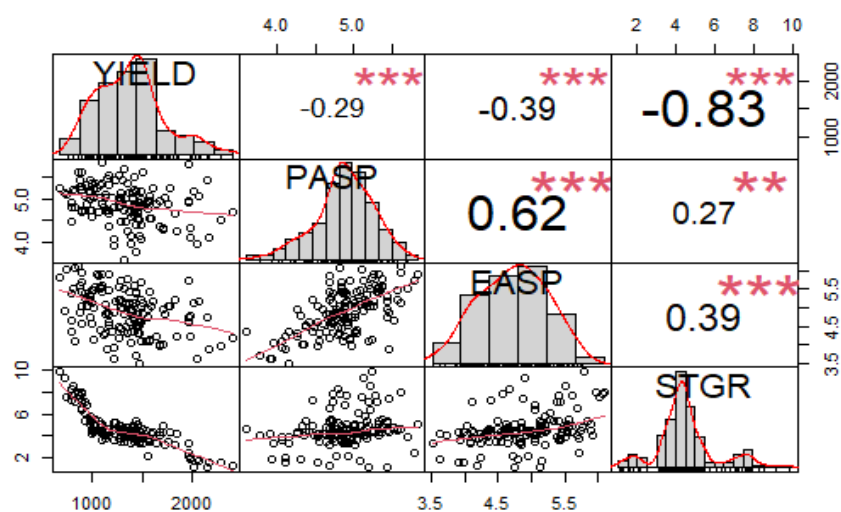 4.0 5.0 2 4 6 8 10
YIELD *** *** ***
-0.29 -0.39 -0.83
1000 2000
PASP *** **
0.62 0.27
4.0 5.0
EASP ***
0.39
3.5 4.5 5.5
STGR
2 6 10
1000 2000 3.5 4.5 5.5